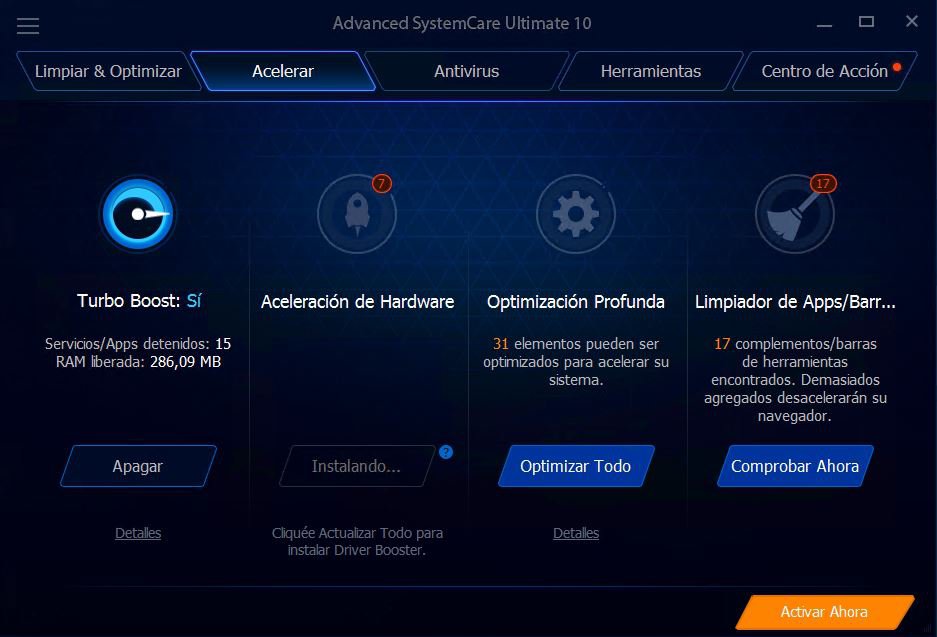 Advanced SystemCare Ultimate 10
Limpiar & Optimizar
Acelerar
Antivirus
Herramientas
Centro de Acción
7
17
Turbo Boost: Sí
Servicios/Apps detenidos: 15
RAM liberada: 286,09 MB
Apagar
Detalles
Aceleración de Hardware
Instalando...
?
Cliquée Actualizar Todo para
instalar Driver Booster.
Optimización Profunda
31 elementos pueden ser
optimizados para acelerar su
sistema.
Optimizar Todo
Detalles
Limpiador de Apps/Barr...
17 complementos/barras
de herramientas
encontrados. Demasiados
agregados desacelerarán su
navegador.
Comprobar Ahora
Activar Ahora